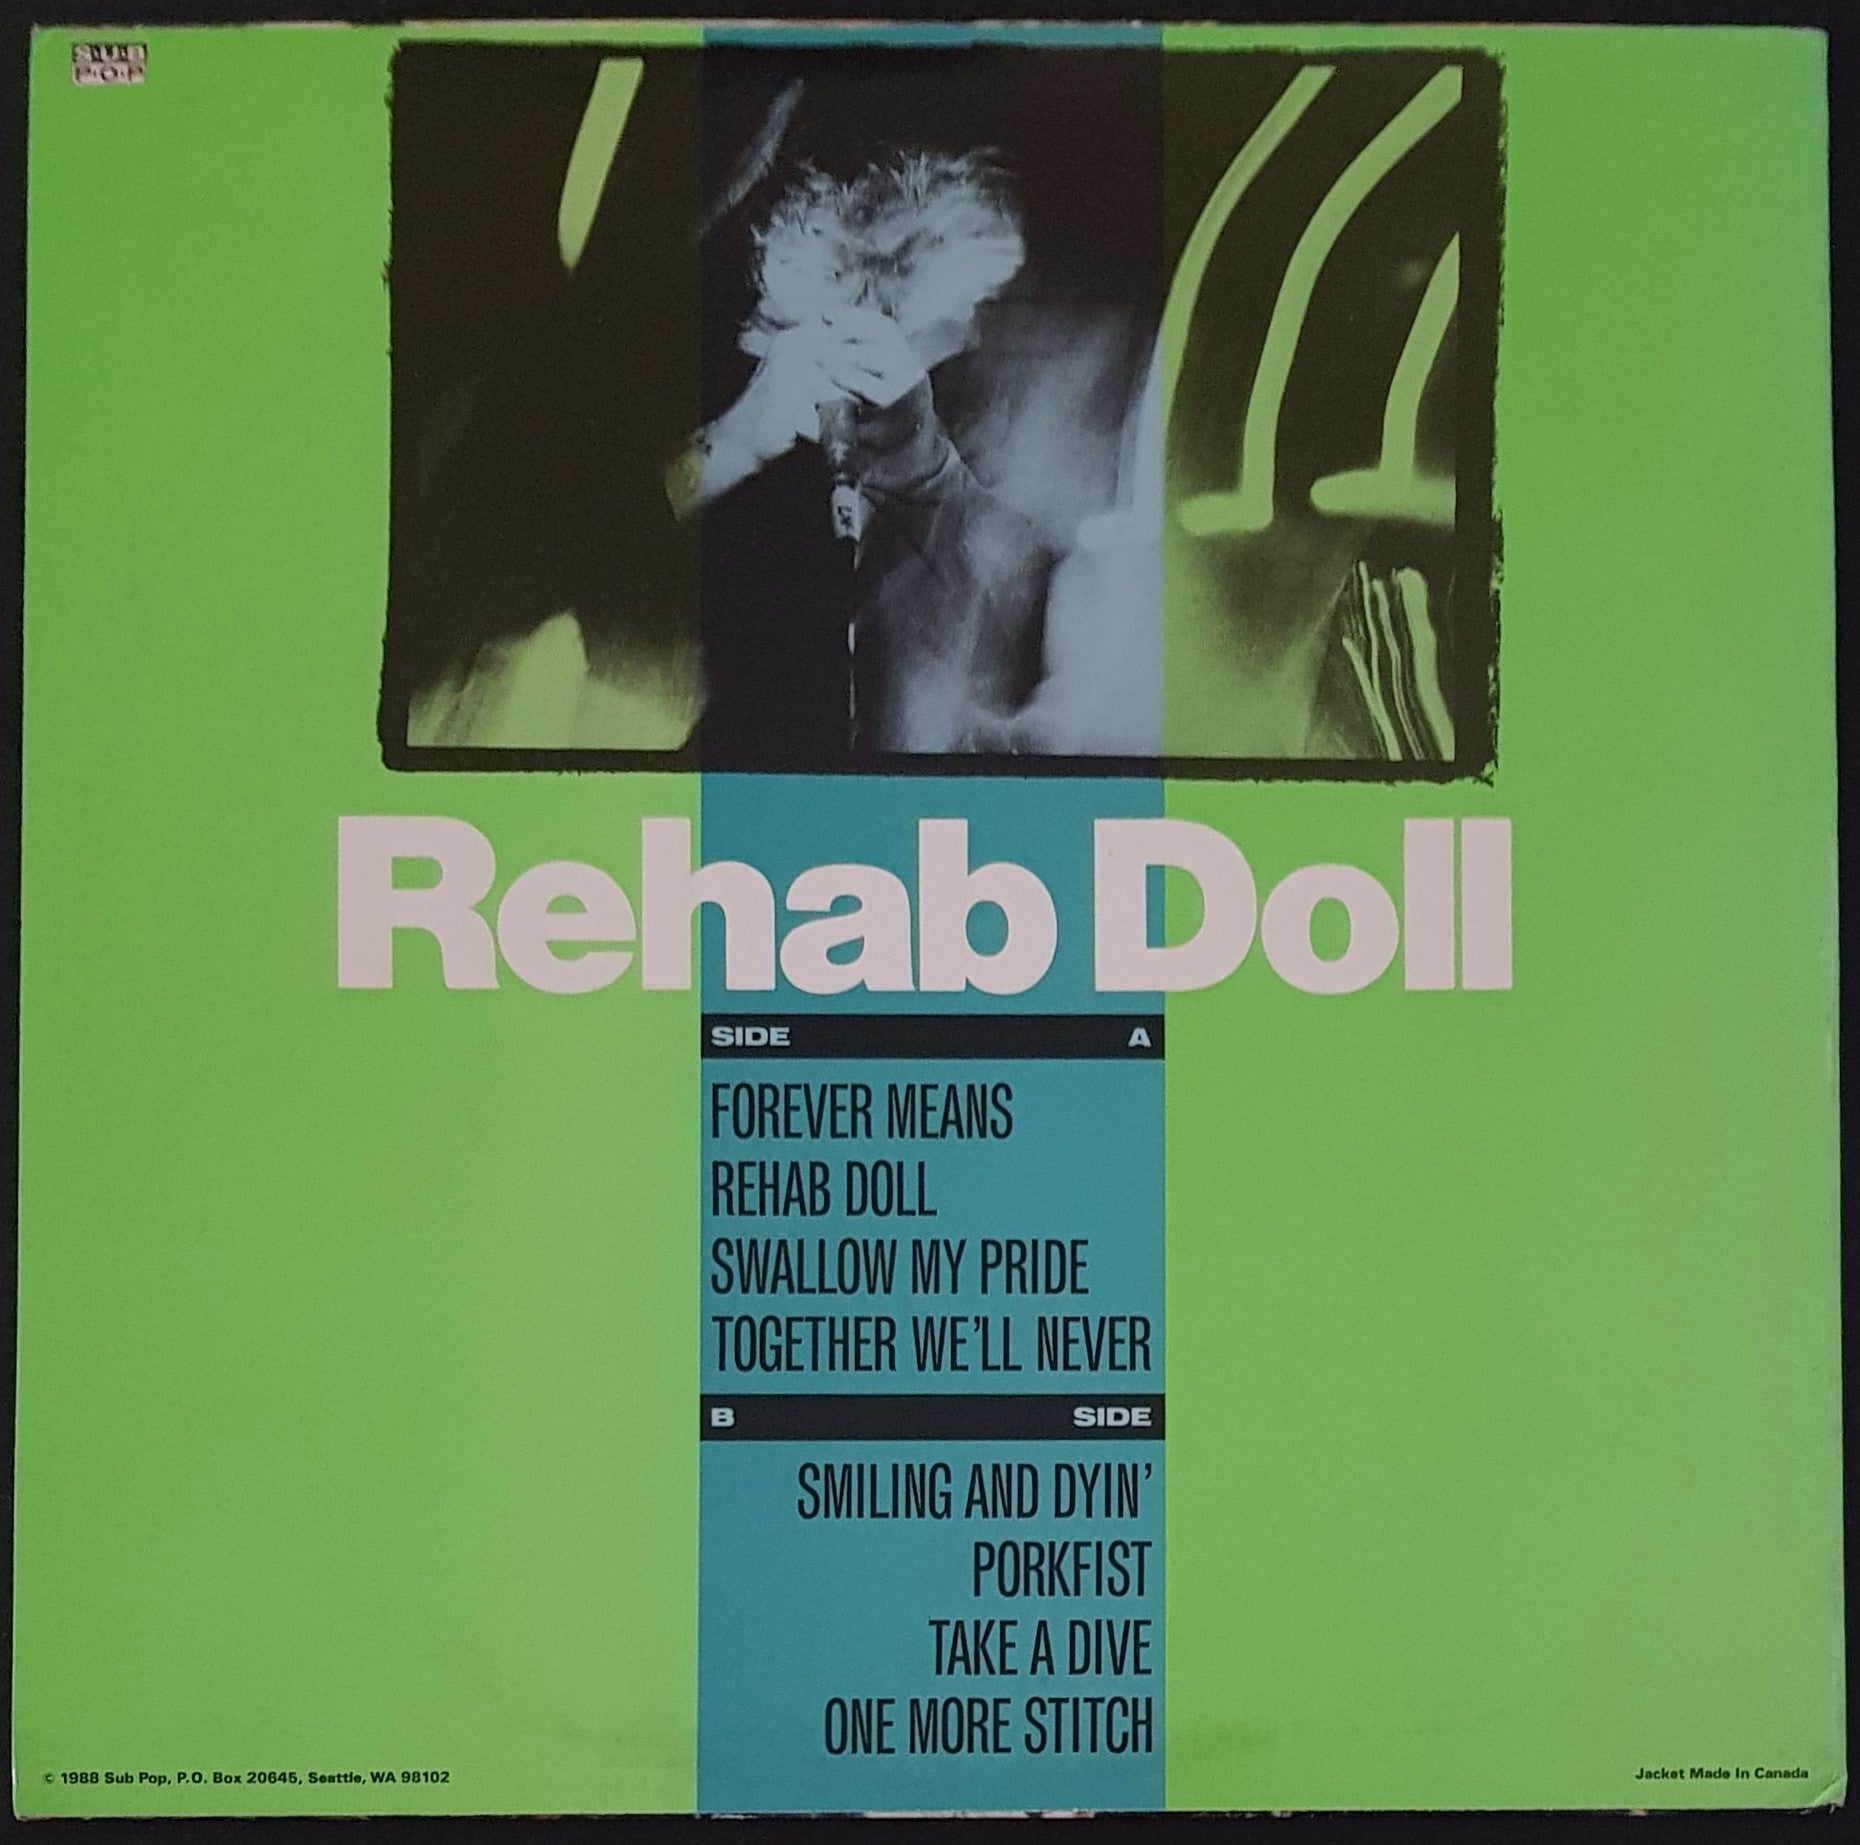 SUB
POP
Rehab Doll
SIDE A
FOREVER MEANS
REHAB DOLL
SWALLOW MY PRIDE
TOGETHER WE'LL NEVER
B SIDE
SMILING AND DYIN'
PORKFIST
TAKE A DIVE
ONE MORE STITCH
© 1988 Sub Pop, P.O. Box 20645, Seattle, WA 98102
Jacket Made In Canada